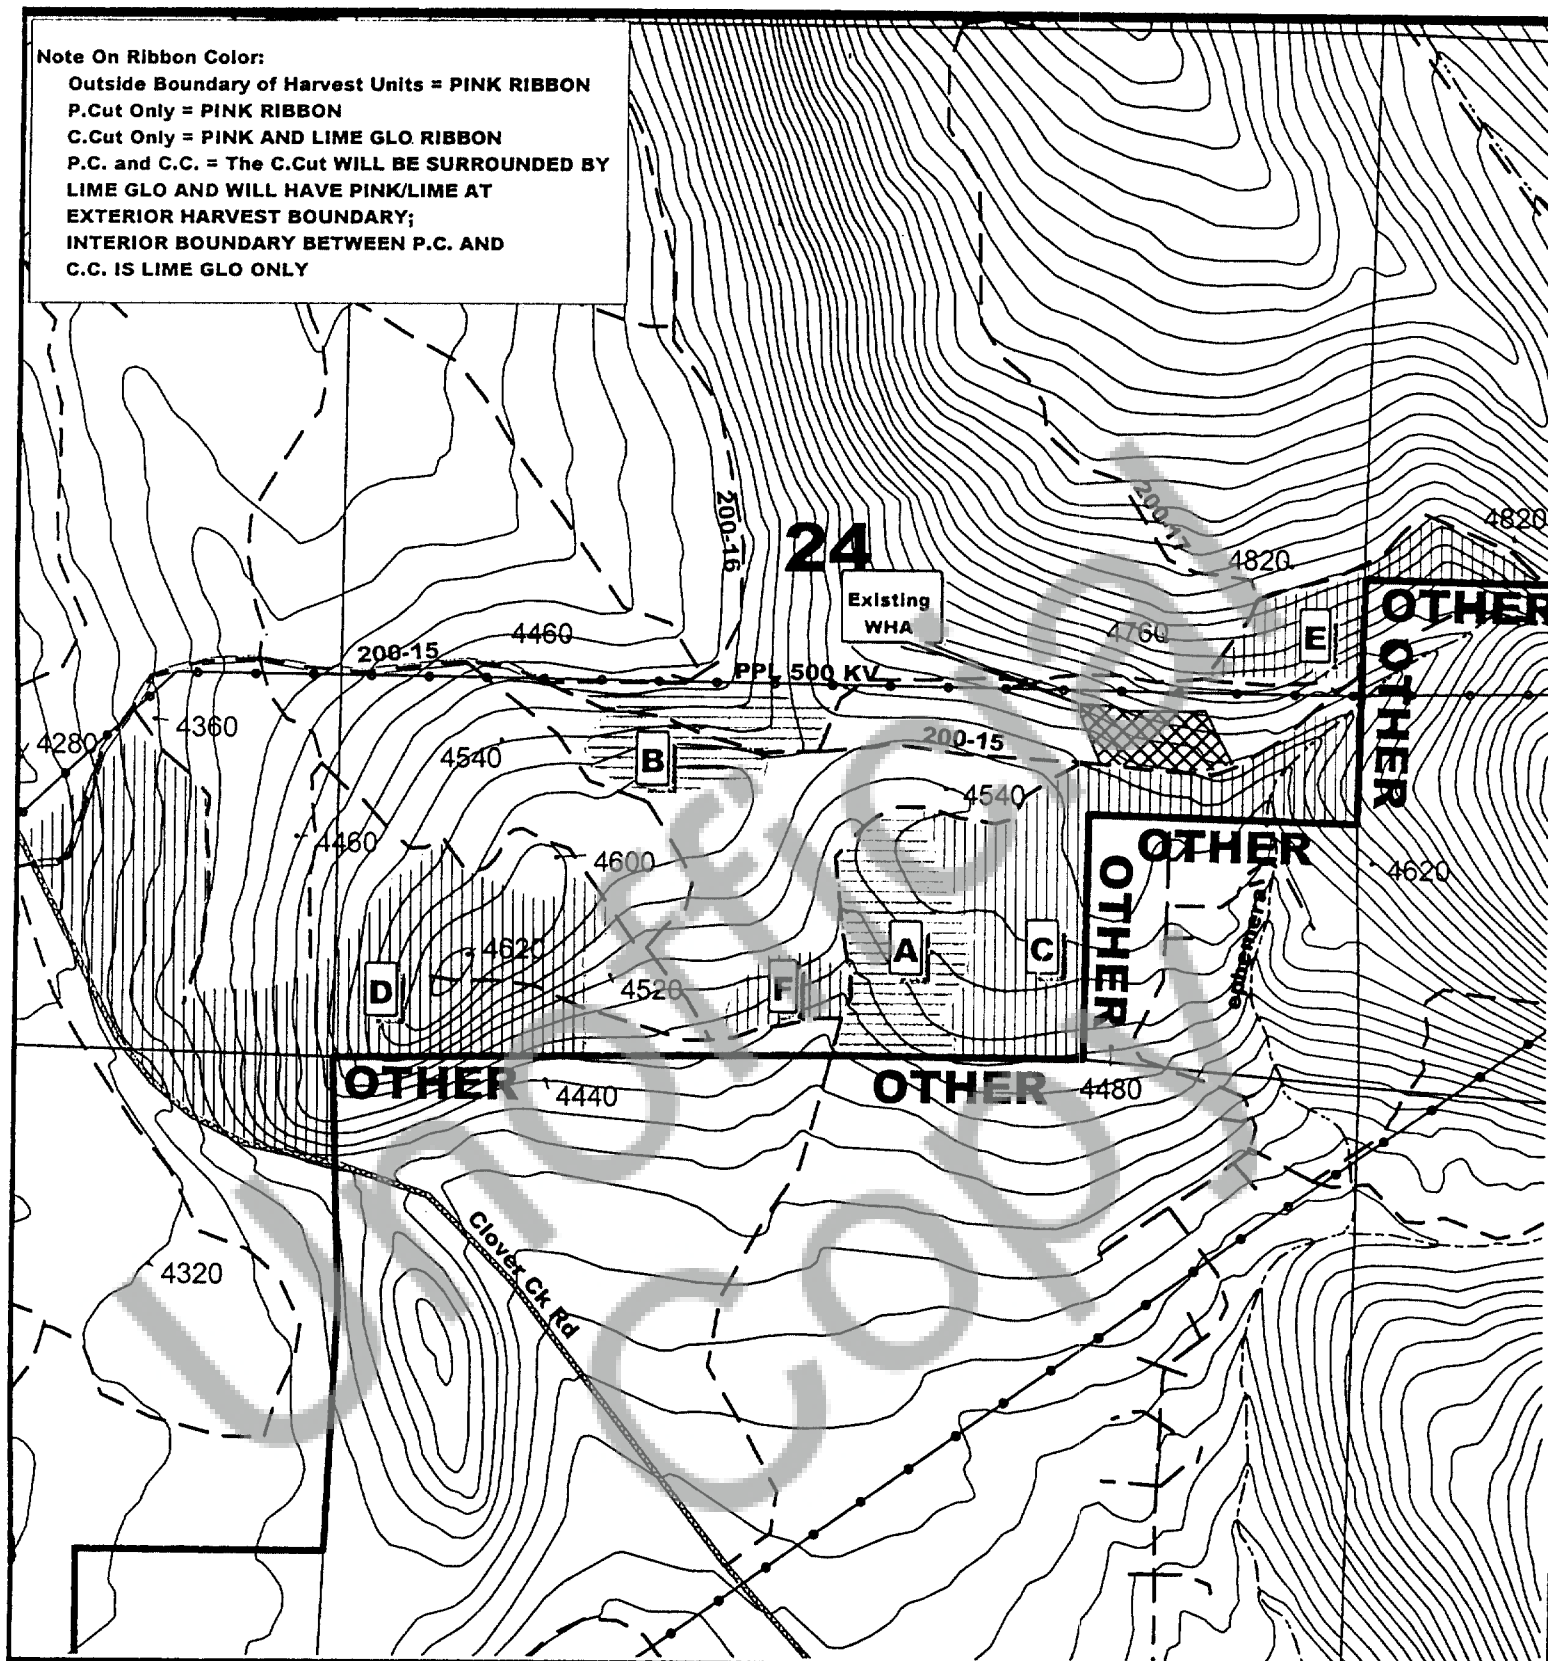 Note On Ribbon Color:
Outside Boundary of Harvest Units = PINK RIBBON
P.Cut Only = PINK RIBBON
C.Cut Only = PINK AND LIME GLO RIBBON
P.C. and C.C. = The C.Cut WILL BE SURROUNDED BY
LIME GLO AND WILL HAVE PINK/LIME AT
EXTERIOR HARVEST BOUNDARY;
INTERIOR BOUNDARY BETWEEN P.C. AND
C.C. IS LIME GLO ONLY
200-16
24
200-17
4820
4820
Existing
WHA
OTHER
4460
4760
E
OTHER
200-15
PPL 500 KV
4360
4280
4540
B
200-15
OTHER
4540
4460
4600
OTHER
4620
OTHER
ephemeral
4620
A
C
D
4520
F
OTHER
4440
OTHER
4480
Clover Ck Rd
4320
Unofficial
Copy